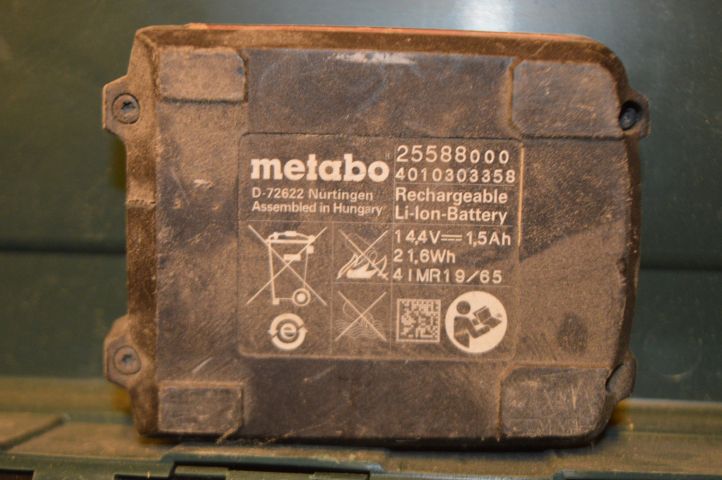 metabo
D-72622 Nürtingen
Assembled in Hungary
25588000
4010303358
Rechargeable
Li-Ion-Battery
14,4V⎓1,5Ah
21,6Wh
4IMR19/65